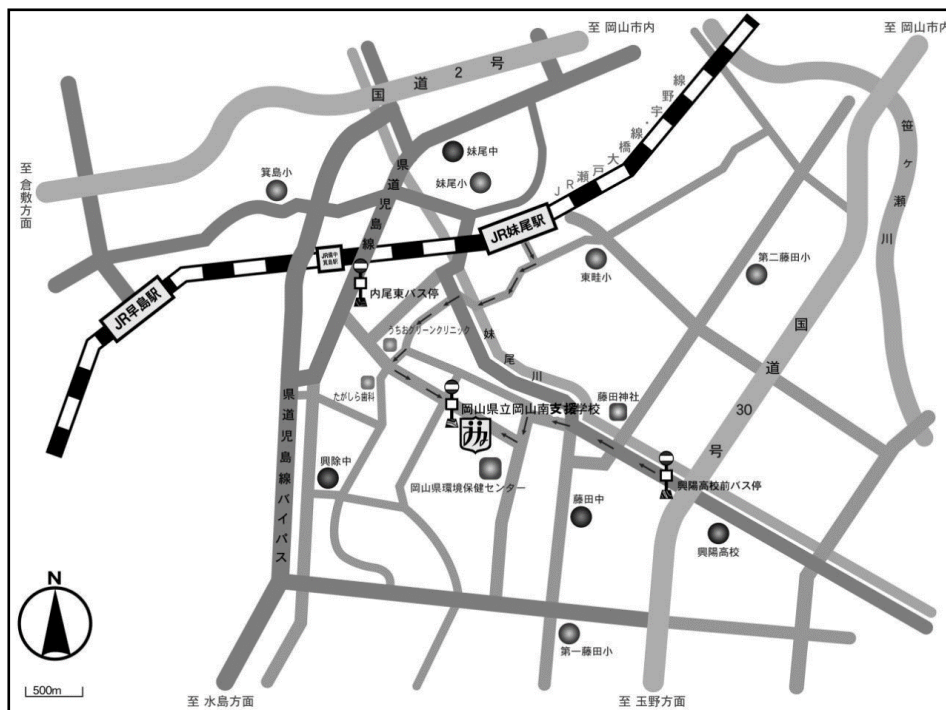 至 岡山市内
至 岡山市内
国道2号
JR瀬戸大橋線・宇野線
笹ヶ瀬川
至 倉敷方面
箕島小
妹尾中
妹尾小
県道児島線
JR妹尾駅
JR備中
箕島駅
JR早島駅
内尾東バス停
東畦小
第二藤田小
うちおグリーンクリニック
妹尾川
国道30号
たがしら歯科
岡山県立岡山南支援学校
藤田神社
県道児島線バイパス
興除中
岡山県環境保健センター
興陽高校前バス停
藤田中
興陽高校
N
500m
第一藤田小
至 水島方面
至 玉野方面